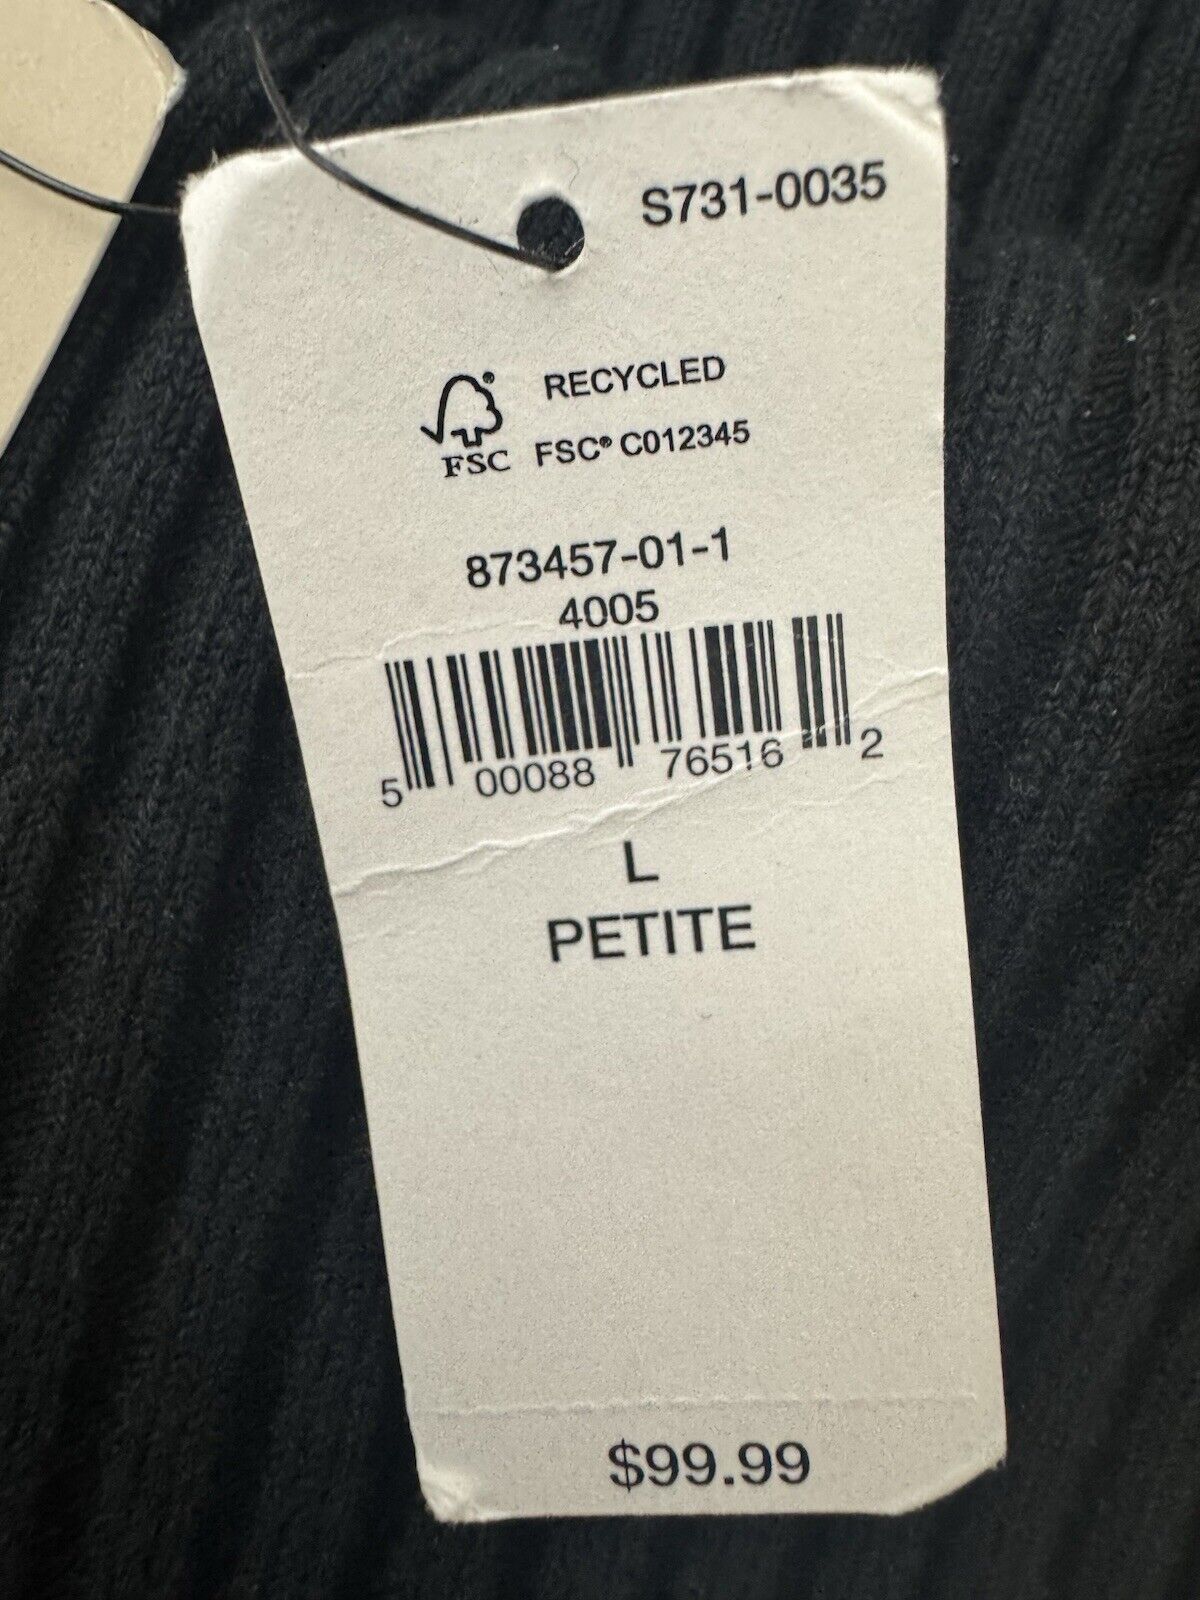 S731-0035
RECYCLED
FSC® C012345
FSC
873457-01-1
4005
5 00088 76516 2
L
PETITE
$99.99